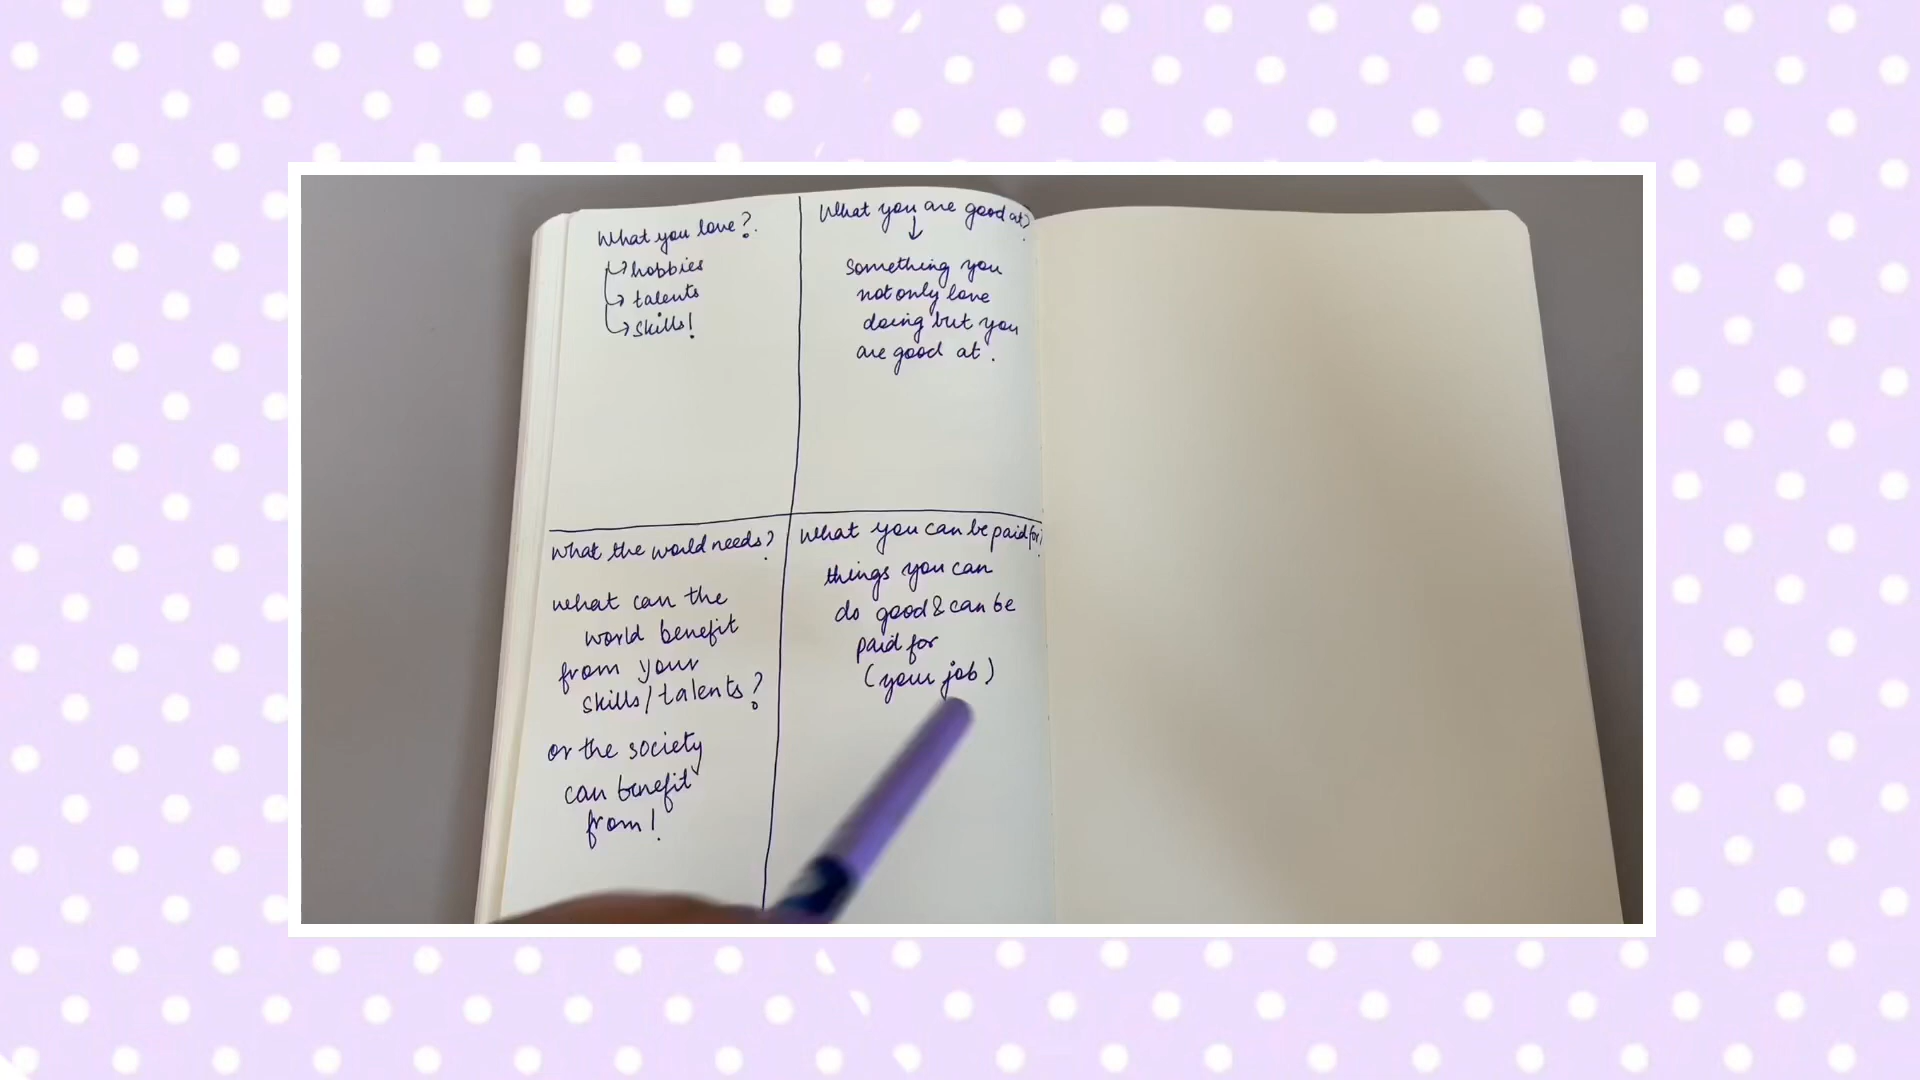 What you love?
hobbies
talents
skills!
What you are good at?
Something you
not only love
doing but you
are good at.
What the world needs?
what can the
world benefit
from your
skills/talents?
or the society
can benefit
from!
What you can be paid for?
things you can
do good & can be
paid for
(your job)